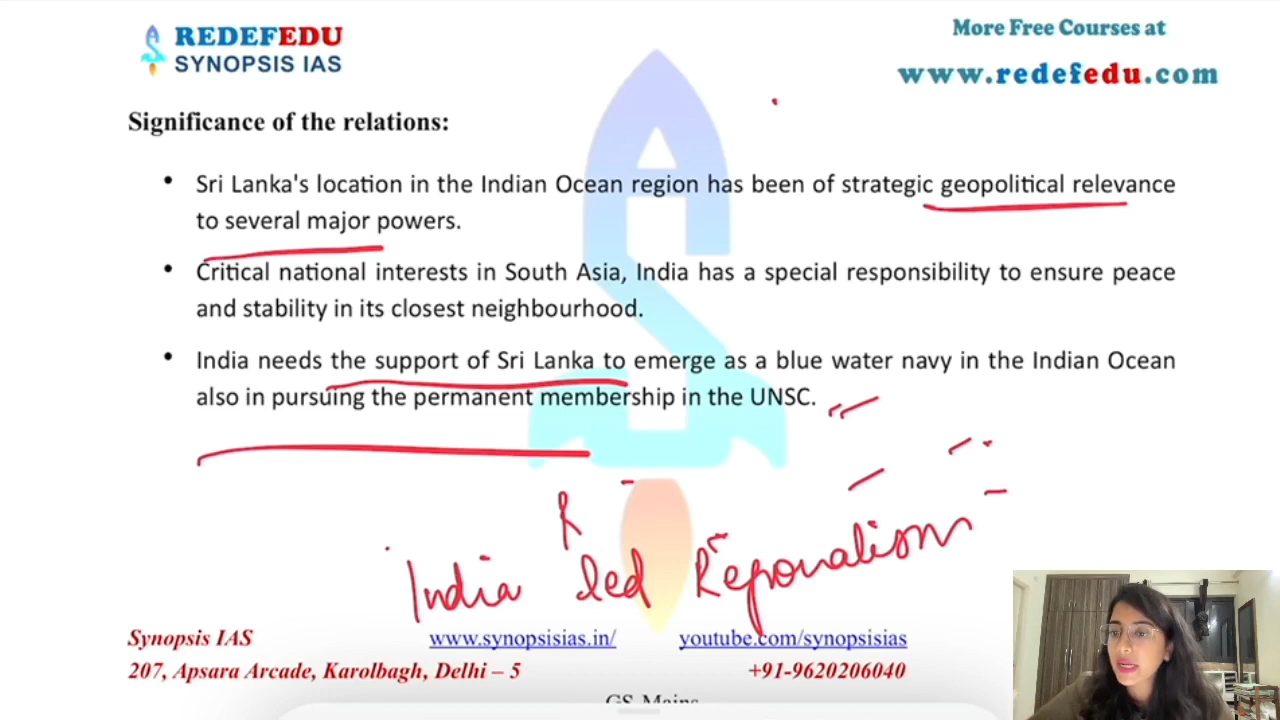 REDEFEDU
SYNOPSIS IAS
More Free Courses at
www.redefedu.com
Significance of the relations:
• Sri Lanka's location in the Indian Ocean region has been of strategic geopolitical relevance
to several major powers.
• Critical national interests in South Asia, India has a special responsibility to ensure peace
and stability in its closest neighbourhood.
• India needs the support of Sri Lanka to emerge as a blue water navy in the Indian Ocean
also in pursuing the permanent membership in the UNSC.
R
India led Regionalism
Synopsis IAS www.synopsisias.in/ youtube.com/synopsisias
207, Apsara Arcade, Karolbagh, Delhi – 5 +91-9620206040
GS Mains